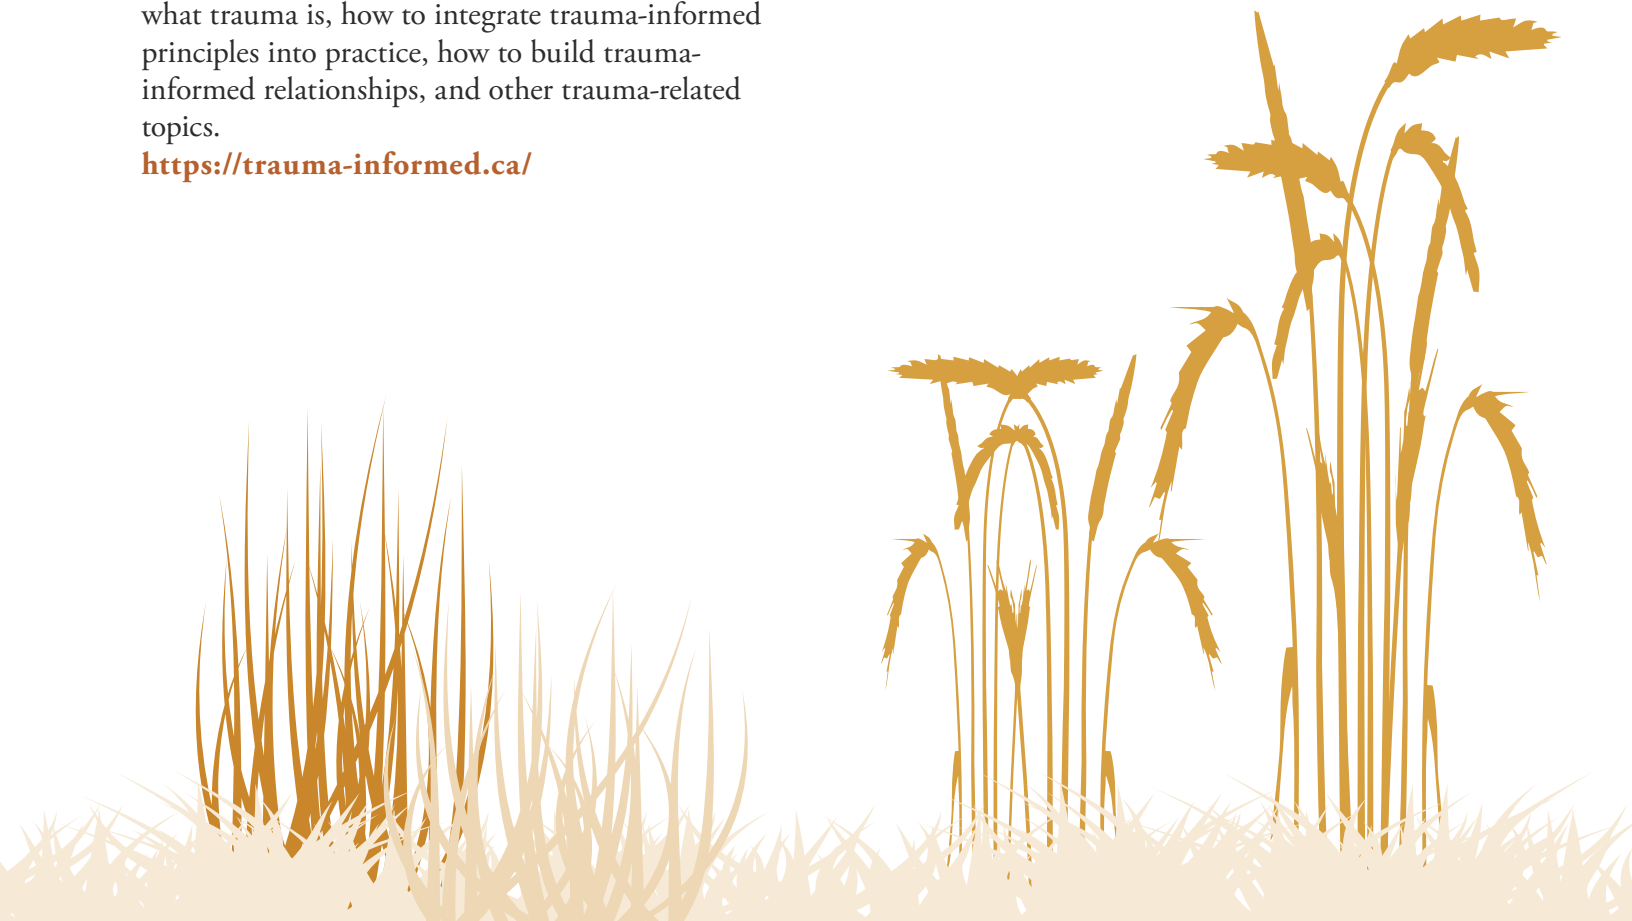 what trauma is, how to integrate trauma-informed
principles into practice, how to build trauma-
informed relationships, and other trauma-related
topics.
https://trauma-informed.ca/